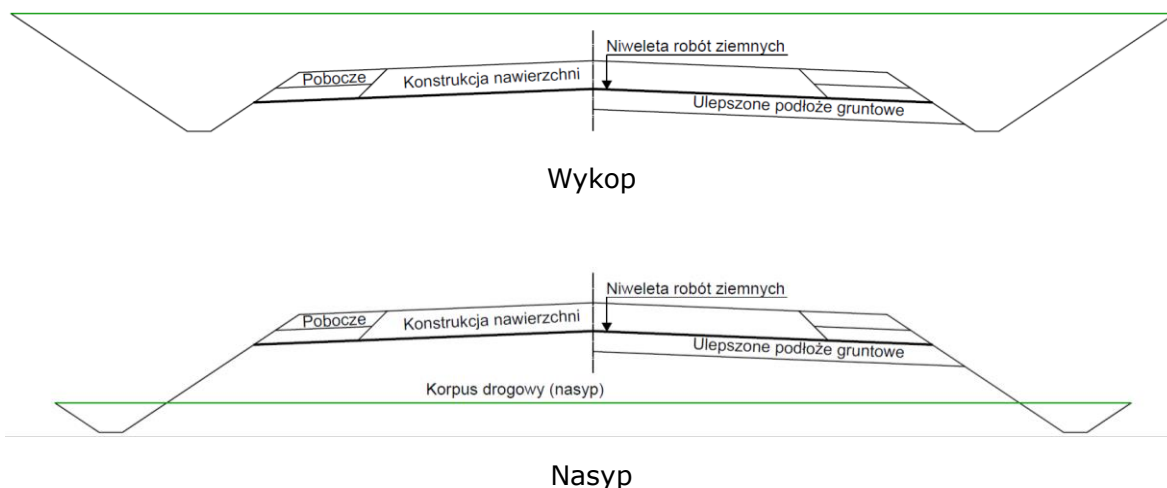 Niweleta robót ziemnych
Pobocze
Konstrukcja nawierzchni
Ulepszone podłoże gruntowe
Wykop
Niweleta robót ziemnych
Pobocze
Konstrukcja nawierzchni
Ulepszone podłoże gruntowe
Korpus drogowy (nasyp)
Nasyp